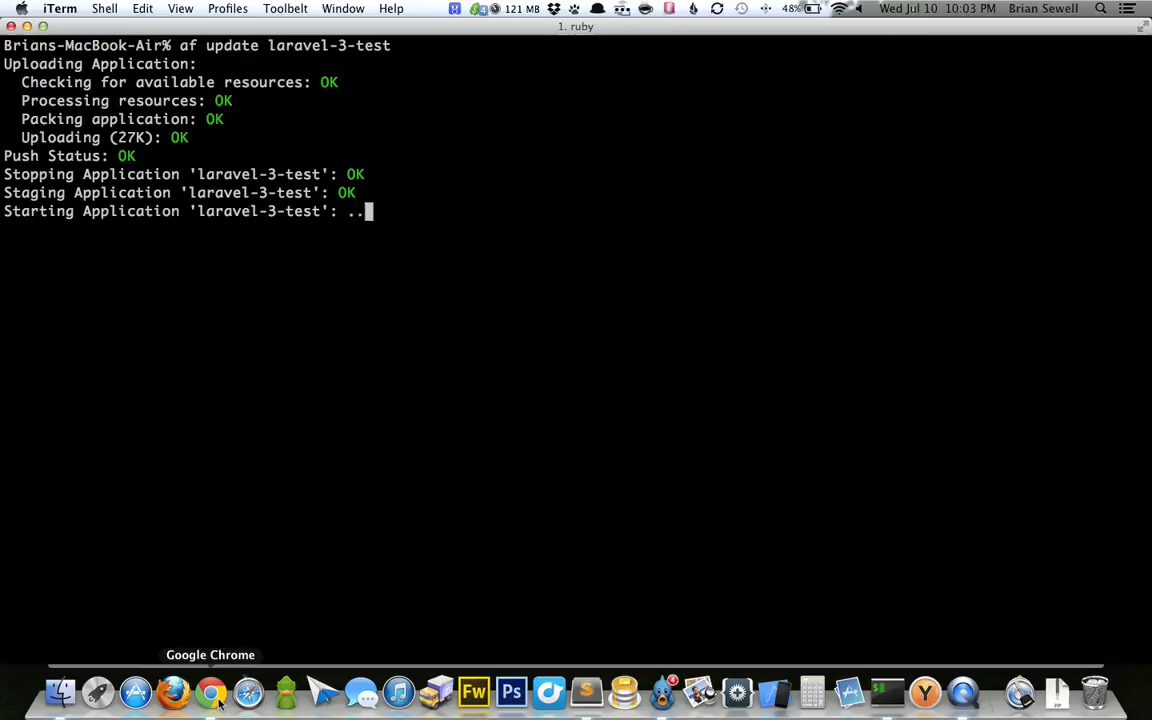 iTerm Shell Edit View Profiles Toolbelt Window Help 4 121 MB 48% Wed Jul 10 10:03 PM Brian Sewell
1. ruby
Brians-MacBook-Air% af update laravel-3-test
Uploading Application:
Checking for available resources: OK
Processing resources: OK
Packing application: OK
Uploading (27K): OK
Push Status: OK
Stopping Application 'laravel-3-test': OK
Staging Application 'laravel-3-test': OK
Starting Application 'laravel-3-test': ..
Google Chrome
Fw Ps S 4 $ Y ZIP